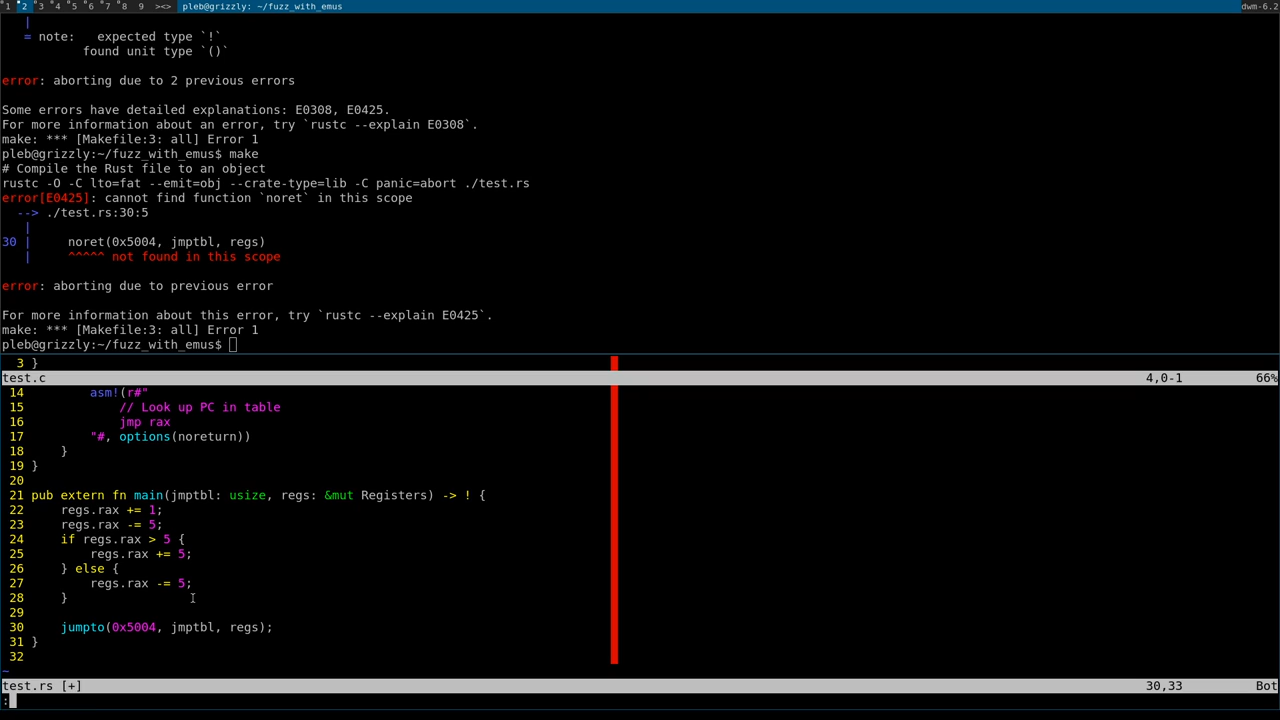 1 2 3 4 5 6 7 8 9 ><> pleb@grizzly: ~/fuzz_with_emus dwm-6.2
|
= note:   expected type `!`
found unit type `()`
error: aborting due to 2 previous errors
Some errors have detailed explanations: E0308, E0425.
For more information about an error, try `rustc --explain E0308`.
make: *** [Makefile:3: all] Error 1
pleb@grizzly:~/fuzz_with_emus$ make
# Compile the Rust file to an object
rustc -O -C lto=fat --emit=obj --crate-type=lib -C panic=abort ./test.rs
error[E0425]: cannot find function `noret` in this scope
--> ./test.rs:30:5
|
30 |     noret(0x5004, jmptbl, regs)
|     ^^^^^ not found in this scope
error: aborting due to previous error
For more information about this error, try `rustc --explain E0425`.
make: *** [Makefile:3: all] Error 1
pleb@grizzly:~/fuzz_with_emus$
3 }
test.c 4,0-1 66%
14         asm!(r#"
15             // Look up PC in table
16             jmp rax
17         "#, options(noreturn))
18     }
19 }
20
21 pub extern fn main(jmptbl: usize, regs: &mut Registers) -> ! {
22     regs.rax += 1;
23     regs.rax -= 5;
24     if regs.rax > 5 {
25         regs.rax += 5;
26     } else {
27         regs.rax -= 5;
28     }
29
30     jumpto(0x5004, jmptbl, regs);
31 }
32
~
test.rs [+] 30,33 Bot
: